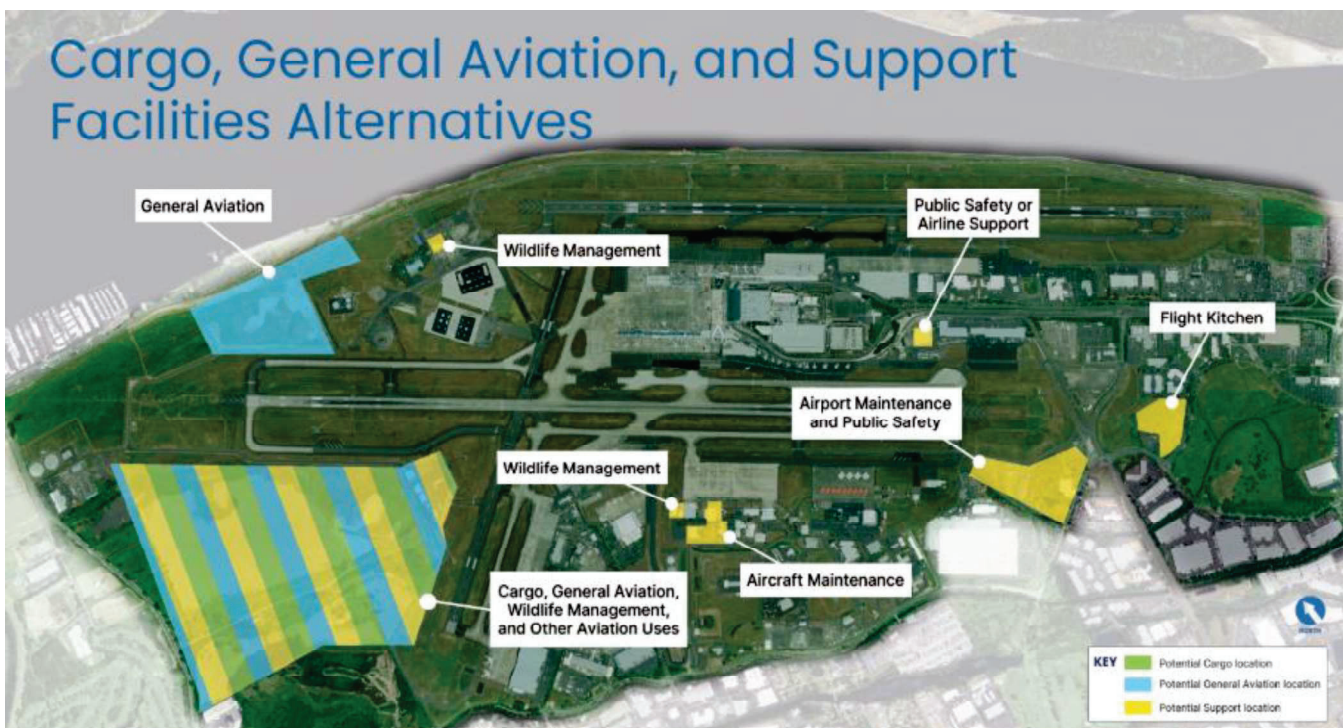 Cargo, General Aviation, and Support
Facilities Alternatives
General Aviation
Wildlife Management
Public Safety or
Airline Support
Flight Kitchen
Airport Maintenance
and Public Safety
Wildlife Management
Aircraft Maintenance
Cargo, General Aviation,
Wildlife Management,
and Other Aviation Uses
NORTH
KEY
Potential Cargo location
Potential General Aviation location
Potential Support location